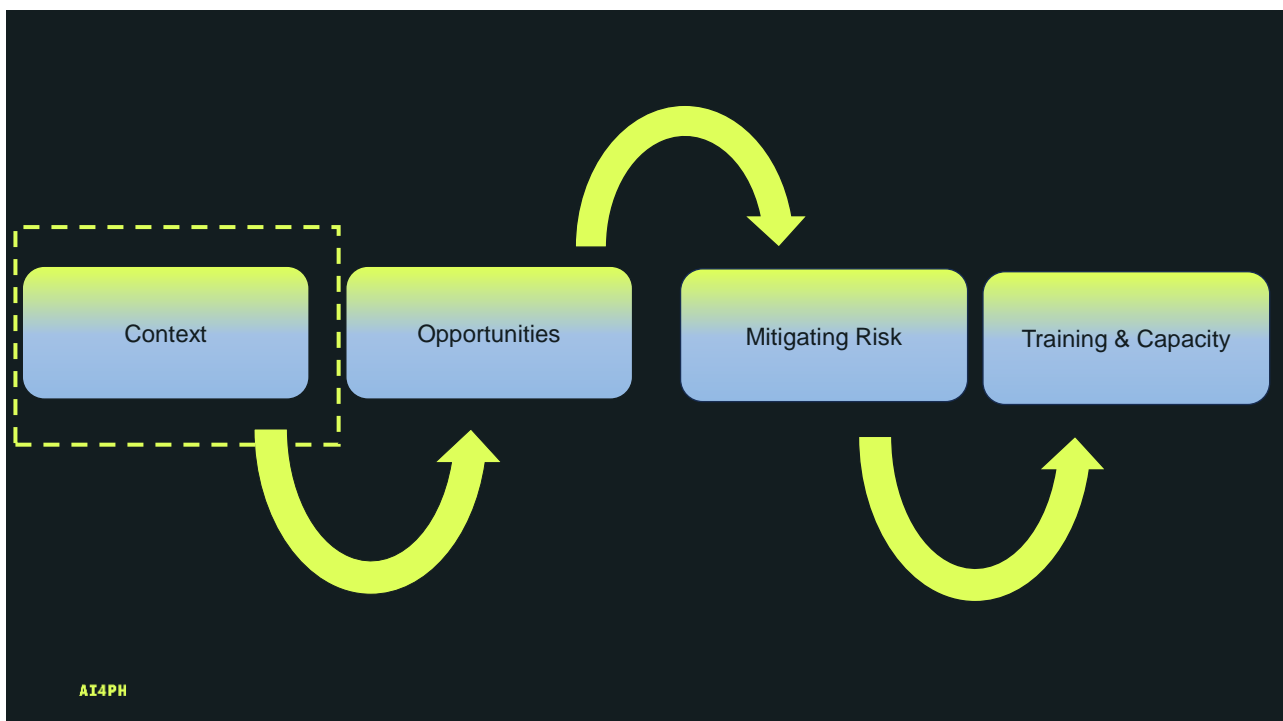 Context
Opportunities
Mitigating Risk
Training & Capacity
AI4PH